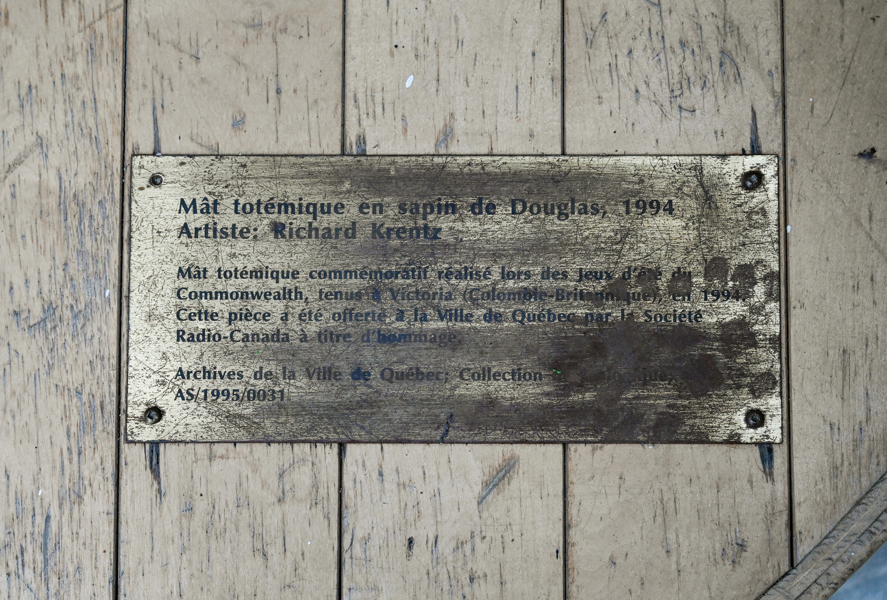 Mât totémique en sapin de Douglas, 1994
Artiste: Richard Krentz
Mât totémique commémoratif réalisé lors des Jeux d'été du
Commonwealth, tenus à Victoria (Colombie-Britannique), en 1994.
Cette pièce a été offerte à la Ville de Québec par la Société
Radio-Canada à titre d'hommage.
Archives de la Ville de Québec; Collection
AS/1995/0031